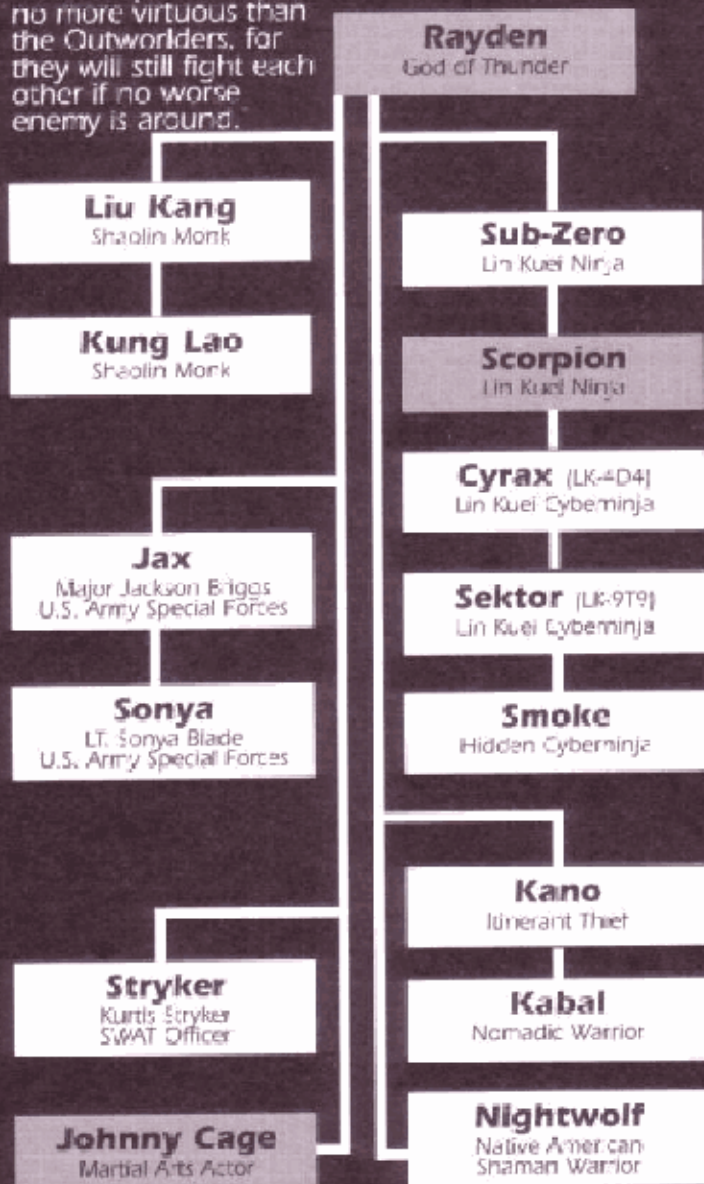 no more virtuous than
the Outworlders, for
they will still fight each
other if no worse
enemy is around.
Rayden
God of Thunder
Liu Kang
Shaolin Monk
Kung Lao
Shaolin Monk
Jax
Major Jackson Briggs
U.S. Army Special Forces
Sonya
LT. Sonya Blade
U.S. Army Special Forces
Stryker
Kurtis Stryker
SWAT Officer
Johnny Cage
Martial Arts Actor
Sub-Zero
Lin Kuei Ninja
Scorpion
Lin Kuei Ninja
Cyrax (LK-4D4)
Lin Kuei Cyberninja
Sektor (LK-9T9)
Lin Kuei Cyberninja
Smoke
Hidden Cyberninja
Kano
Itinerant Thief
Kabal
Nomadic Warrior
Nightwolf
Native American
Shaman Warrior